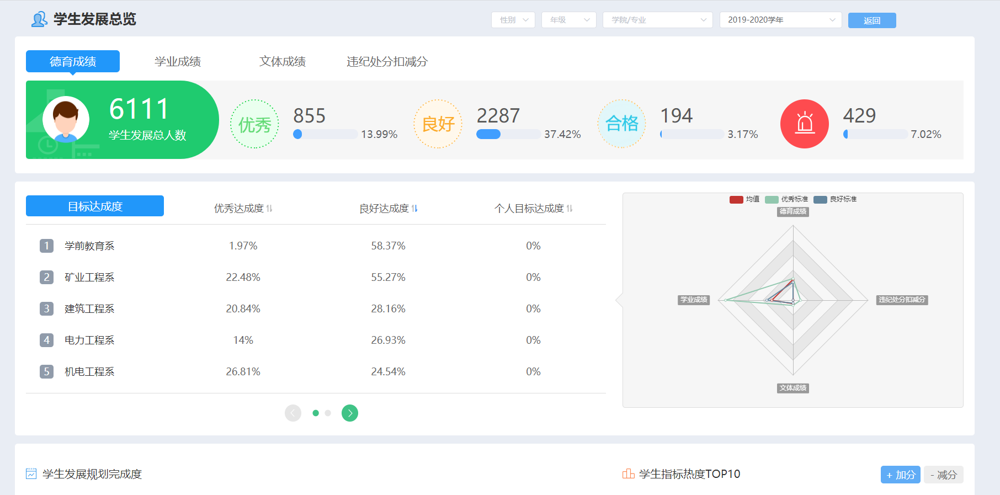 学生发展总览
性别 年级 学院/专业 2019-2020学年 返回
德育成绩 学业成绩 文体成绩 违纪处分扣减分
6111
学生发展总人数
优秀 855 13.99%
良好 2287 37.42%
合格 194 3.17%
429 7.02%
目标达成度 优秀达成度 良好达成度 个人目标达成度
1 学前教育系 1.97% 58.37% 0%
2 矿业工程系 22.48% 55.27% 0%
3 建筑工程系 20.84% 28.16% 0%
4 电力工程系 14% 26.93% 0%
5 机电工程系 26.81% 24.54% 0%
均值 优秀标准 良好标准
德育成绩
学业成绩 违纪处分扣减分
文体成绩
学生发展规划完成度
学生指标热度TOP10 + 加分 - 减分